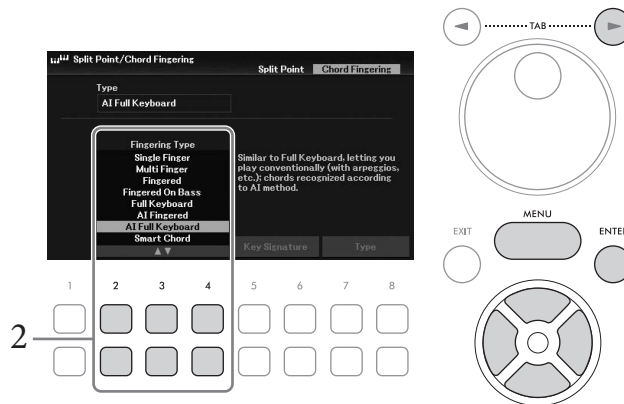 TAB
Split Point/Chord Fingering
Split Point Chord Fingering
Type
AI Full Keyboard
Fingering Type
Single Finger
Multi Finger
Fingered
Fingered On Bass
Full Keyboard
AI Fingered
AI Full Keyboard
Smart Chord
Similar to Full Keyboard, letting you
play conventionally (with arpeggios,
etc.); chords recognized according
to AI method.
Key Signature Type
MENU
EXIT ENTER
1 2 3 4 5 6 7 8
2